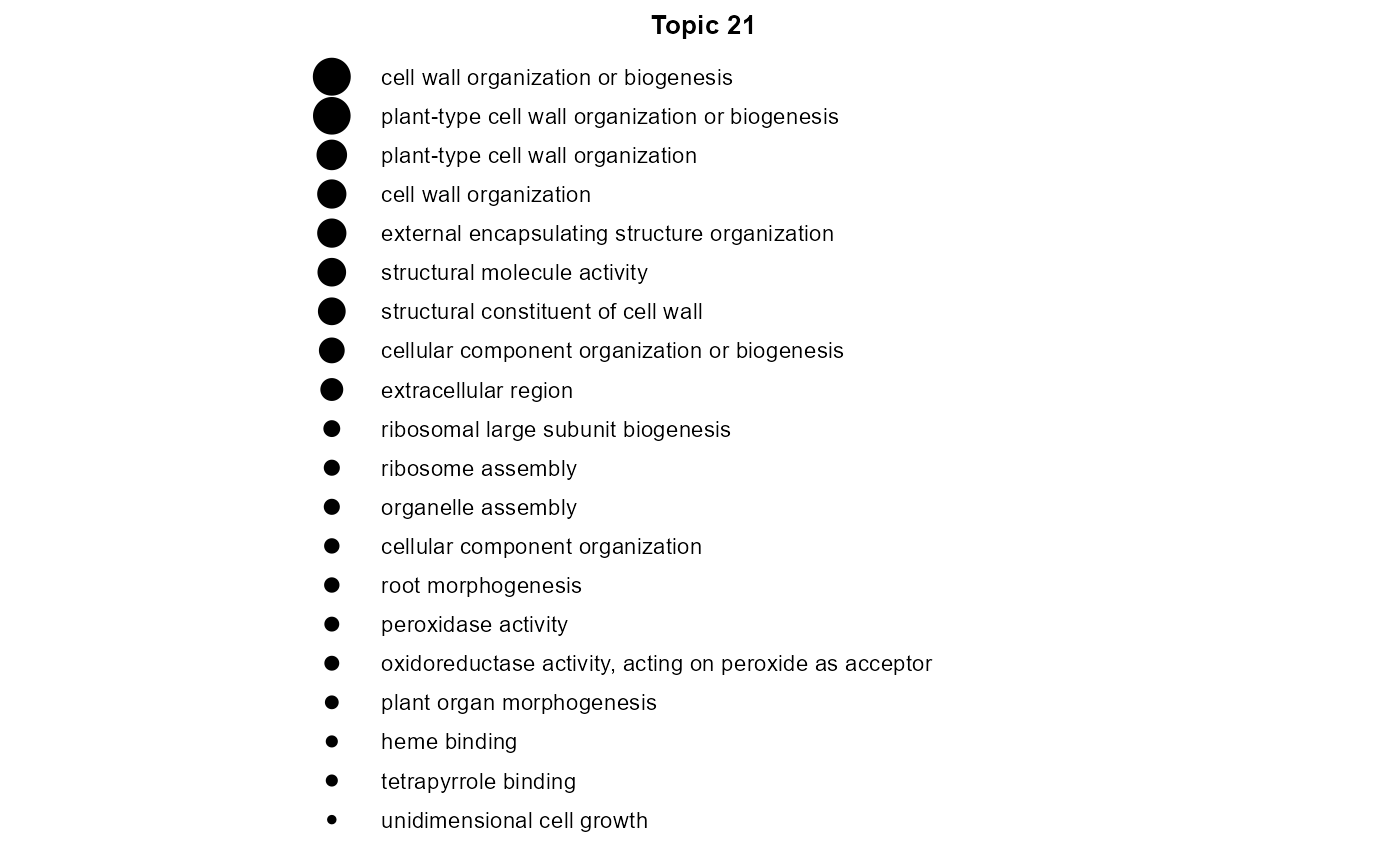 Topic 21
cell wall organization or biogenesis
plant-type cell wall organization or biogenesis
plant-type cell wall organization
cell wall organization
external encapsulating structure organization
structural molecule activity
structural constituent of cell wall
cellular component organization or biogenesis
extracellular region
ribosomal large subunit biogenesis
ribosome assembly
organelle assembly
cellular component organization
root morphogenesis
peroxidase activity
oxidoreductase activity, acting on peroxide as acceptor
plant organ morphogenesis
heme binding
tetrapyrrole binding
unidimensional cell growth